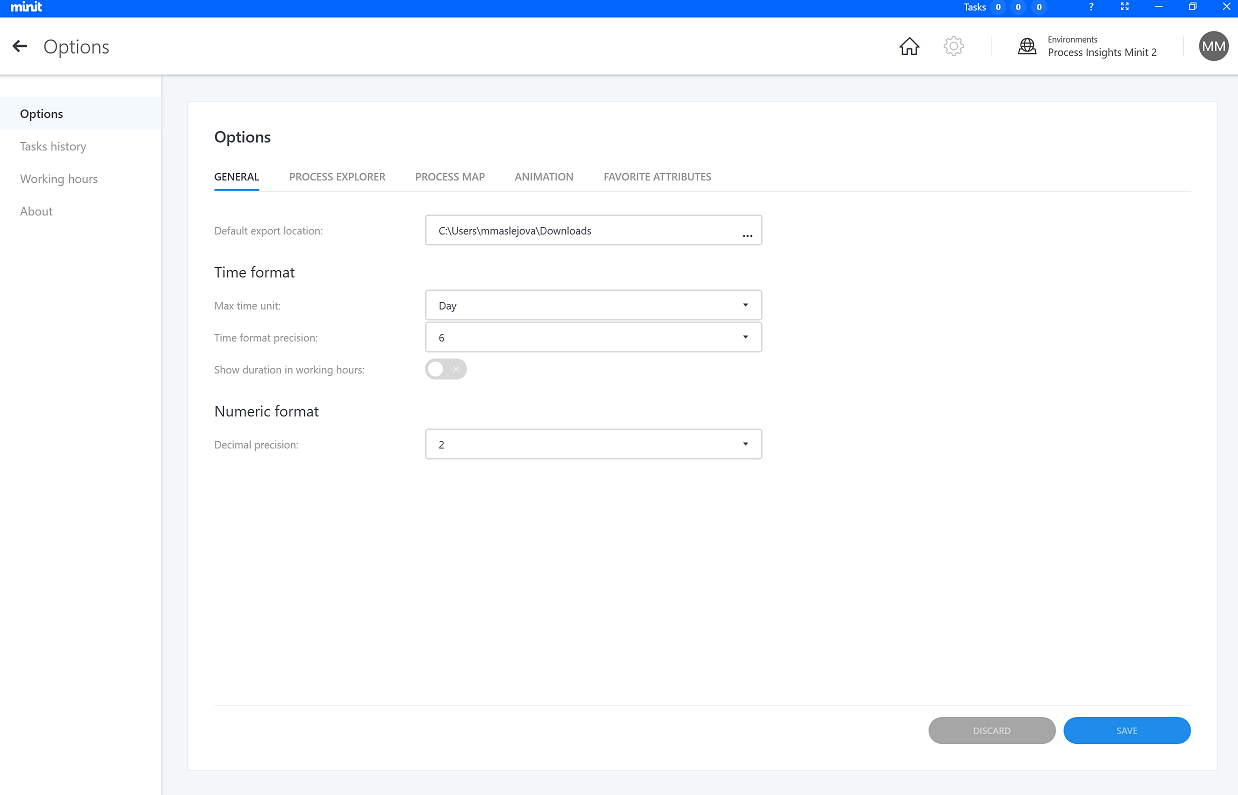 minit
Tasks 0 0 0 ?
Options
Environments
Process Insights Minit 2
MM
Options
Tasks history
Working hours
About
Options
GENERAL PROCESS EXPLORER PROCESS MAP ANIMATION FAVORITE ATTRIBUTES
Default export location: C:\Users\mmaslejova\Downloads ...
Time format
Max time unit: Day
Time format precision: 6
Show duration in working hours:
Numeric format
Decimal precision: 2
DISCARD SAVE